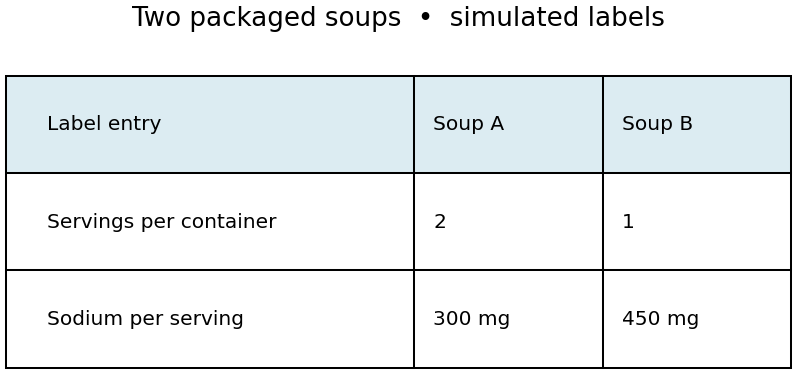 Two packaged soups • simulated labels
Label entry Soup A Soup B
Servings per container 2 1
Sodium per serving 300 mg 450 mg